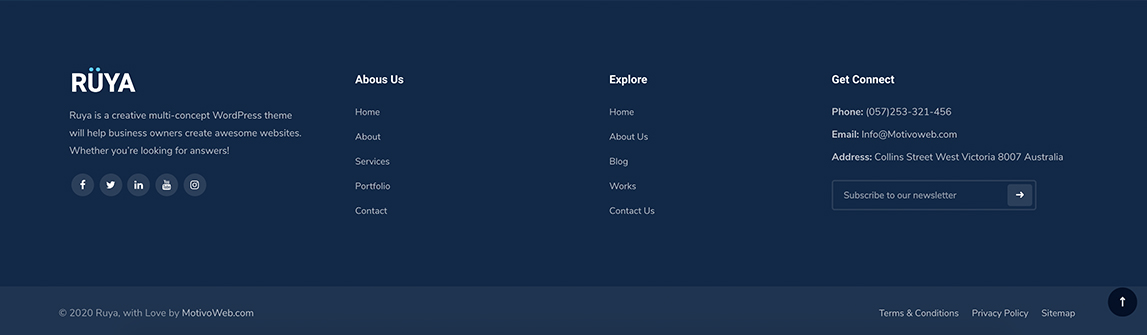 RÜYA
Ruya is a creative multi-concept WordPress theme
will help business owners create awesome websites.
Whether you're looking for answers!
Abous Us
Home
About
Services
Portfolio
Contact
Explore
Home
About Us
Blog
Works
Contact Us
Get Connect
Phone: (057)253-321-456
Email: Info@Motivoweb.com
Address: Collins Street West Victoria 8007 Australia
Subscribe to our newsletter
© 2020 Ruya, with Love by MotivoWeb.com
Terms & Conditions Privacy Policy Sitemap